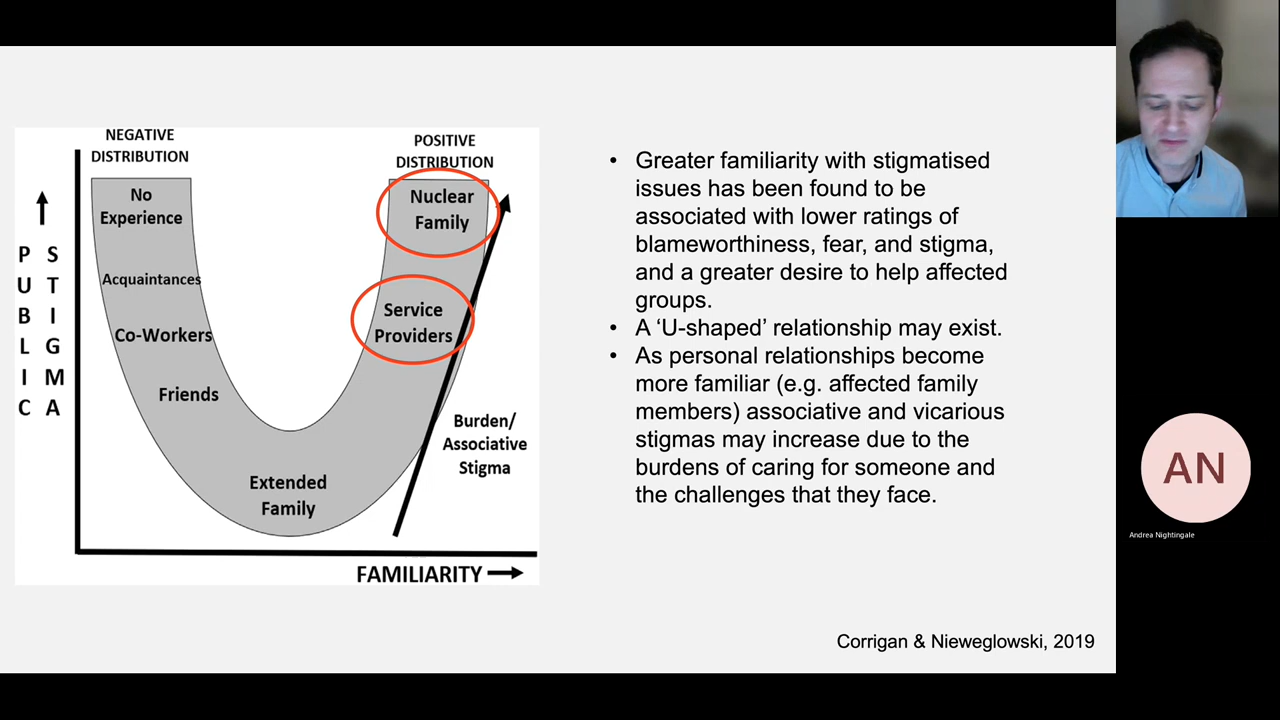 NEGATIVE
DISTRIBUTION
POSITIVE
DISTRIBUTION
No
Experience
Acquaintances
Co-Workers
Friends
Extended
Family
Nuclear
Family
Service
Providers
Burden/
Associative
Stigma
PUBLIC
STIGMA
FAMILIARITY
• Greater familiarity with stigmatised
issues has been found to be
associated with lower ratings of
blameworthiness, fear, and stigma,
and a greater desire to help affected
groups.
• A ‘U-shaped’ relationship may exist.
• As personal relationships become
more familiar (e.g. affected family
members) associative and vicarious
stigmas may increase due to the
burdens of caring for someone and
the challenges that they face.
Corrigan & Nieweglowski, 2019
AN
Andrea Nightingale